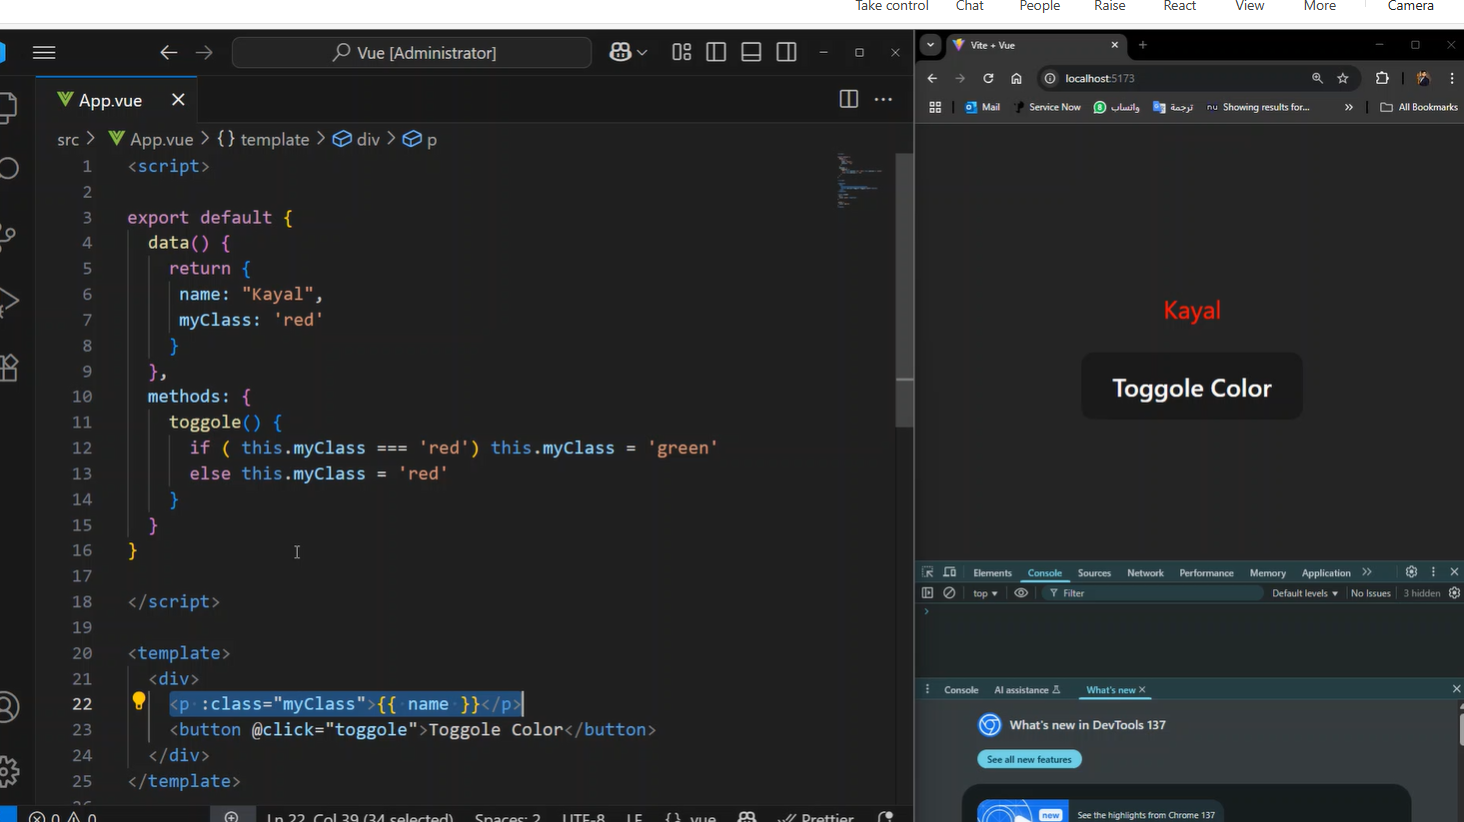 Take control Chat People Raise React View More Camera
Vue [Administrator]
App.vue
src > App.vue > {} template > div > p
1 <script>
2
3 export default {
4 data() {
5 return {
6 name: "Kayal",
7 myClass: 'red'
8 }
9 },
10 methods: {
11 toggole() {
12 if ( this.myClass === 'red') this.myClass = 'green'
13 else this.myClass = 'red'
14 }
15 }
16 }
17
18 </script>
19
20 <template>
21 <div>
22 <p :class="myClass">{{ name }}</p>
23 <button @click="toggole">Toggole Color</button>
24 </div>
25 </template>
0 0 Ln 22, Col 39 (34 selected) Spaces: 2 UTF-8 LF {} vue Prettier
Vite + Vue
localhost:5173
Mail Service Now واتساب ترجمة nu Showing results for... » All Bookmarks
Kayal
Toggole Color
Elements Console Sources Network Performance Memory Application »
top Filter Default levels No Issues 3 hidden
Console AI assistance What's new
What's new in DevTools 137
See all new features
new See the highlights from Chrome 137